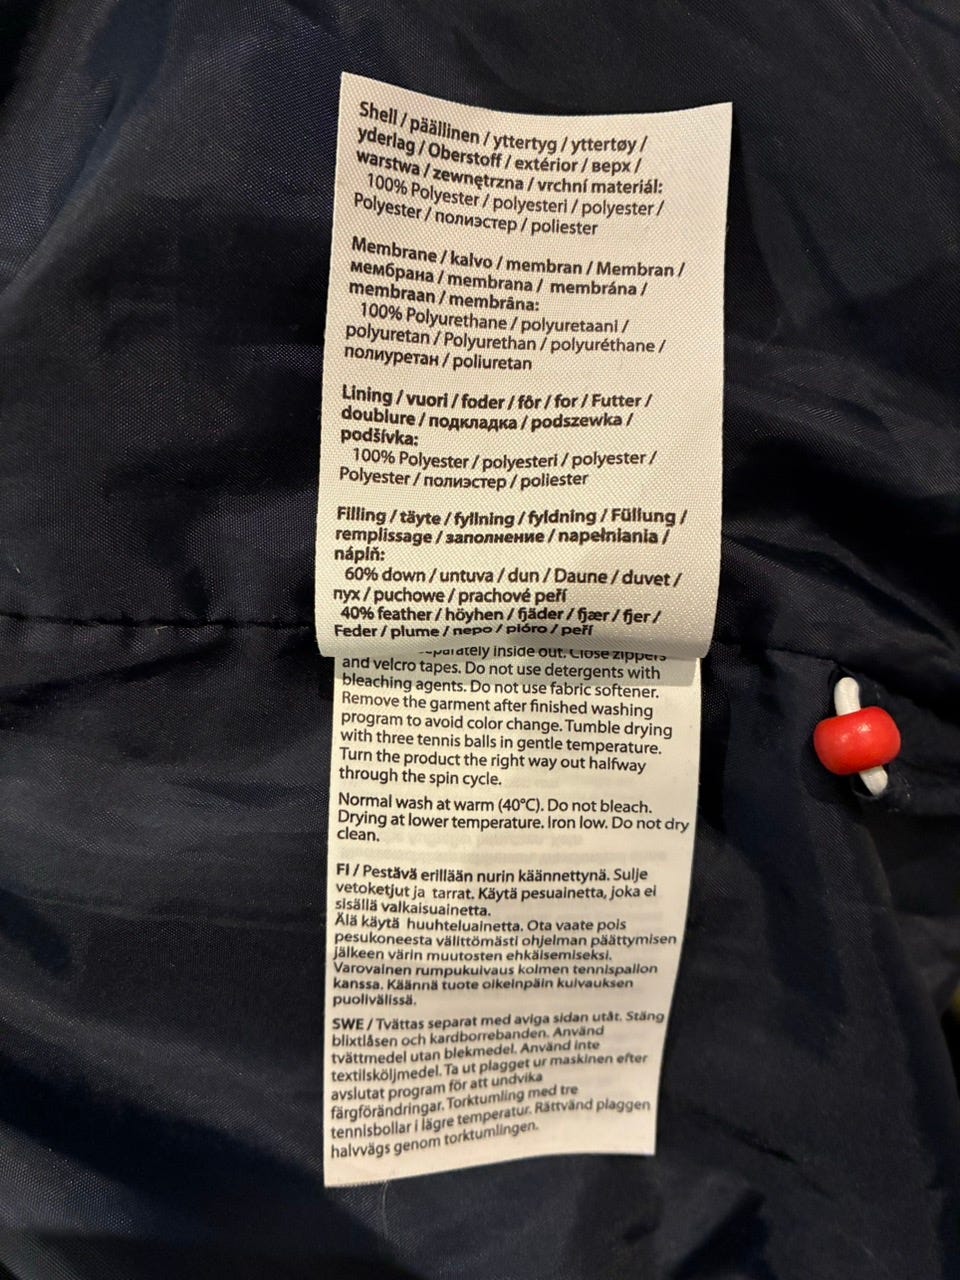 Shell / päällinen / yttertyg / yttertøy /
yderlag / Oberstoff / extérior / верх /
warstwa / zewnętrzna / vrchní materiál:
100% Polyester / polyesteri / polyester /
Polyester / полиэстер / poliester
Membrane / kalvo / membran / Membran /
мембрана / membrana / membrána /
membraan / membrâna:
100% Polyurethane / polyuretaani /
polyuretan / Polyurethan / polyuréthane /
полиуретан / poliuretan
Lining / vuori / foder / fôr / for / Futter /
doublure / подкладка / podszewka /
podšívka:
100% Polyester / polyesteri / polyester /
Polyester / полиэстер / poliester
Filling / täyte / fyllning / fyldning / Füllung /
remplissage / заполнение / napełniania /
náplň:
60% down / untuva / dun / Daune / duvet /
пух / puchowe / prachové peří
40% feather / höyhen / fjäder / fjær / fjer /
Feder / plume / перо / pióro / peří
inside out. Close zippers
and velcro tapes. Do not use detergents with
bleaching agents. Do not use fabric softener.
Remove the garment after finished washing
program to avoid color change. Tumble drying
with three tennis balls in gentle temperature.
Turn the product the right way out halfway
through the spin cycle.
Normal wash at warm (40°C). Do not bleach.
Drying at lower temperature. Iron low. Do not dry
clean.
FI / Pestävä erillään nurin käännettynä. Sulje
vetoketjut ja tarrat. Käytä pesuainetta, joka ei
sisällä valkaisuainetta.
Älä käytä huuhteluainetta. Ota vaate pois
pesukoneesta välittömästi ohjelman päättymisen
jälkeen värin muutosten ehkäisemiseksi.
Varovainen rumpukuivaus kolmen tennispallon
kanssa. Käännä tuote oikeinpäin kuivauksen
puolivälissä.
SWE / Tvättas separat med aviga sidan utåt. Stäng
blixtlåsen och kardborrebanden. Använd
tvättmedel utan blekmedel. Använd inte
textilsköljmedel. Ta ut plagget ur maskinen efter
avslutat program för att undvika
färgförändringar. Torktumling med tre
tennisbollar i lägre temperatur. Rättvänd plaggen
halvvägs genom torktumlingen.